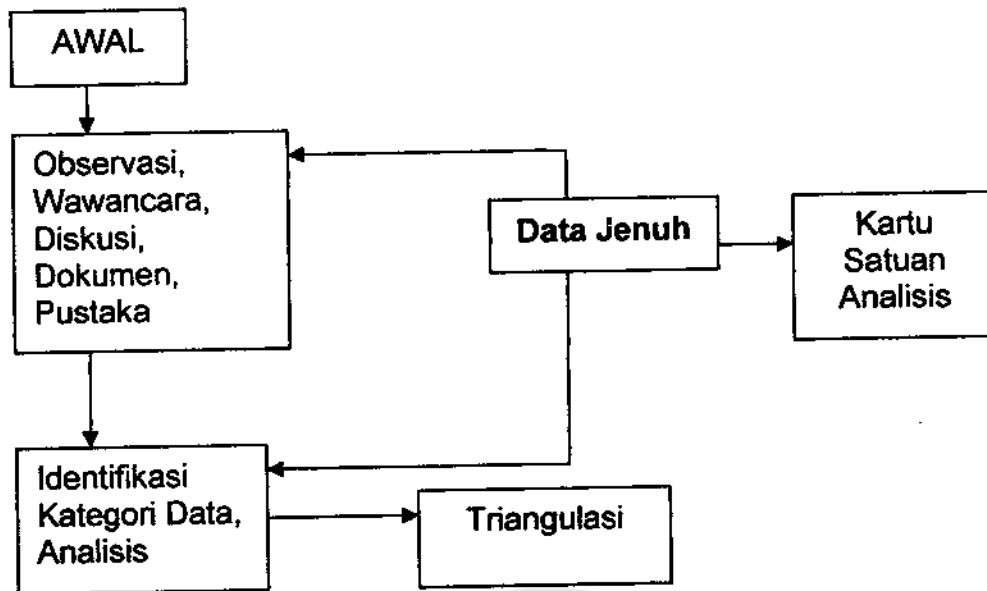 AWAL
Observasi,
Wawancara,
Diskusi,
Dokumen,
Pustaka
Data Jenuh
Kartu
Satuan
Analisis
Identifikasi
Kategori Data,
Analisis
Triangulasi